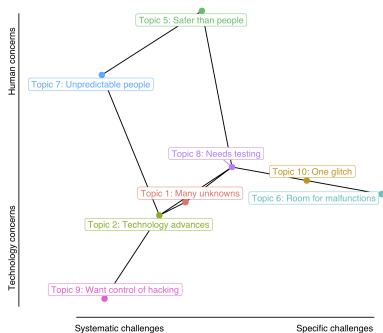 Topic 5: Safer than people
Human concerns
Topic 7: Unpredictable people
Topic 8: Needs testing
Topic 10: One glitch
Topic 1: Many unknowns
Topic 6: Room for malfunctions
Topic 2: Technology advances
Technology concerns
Topic 9: Want control of hacking
Systematic challenges
Specific challenges